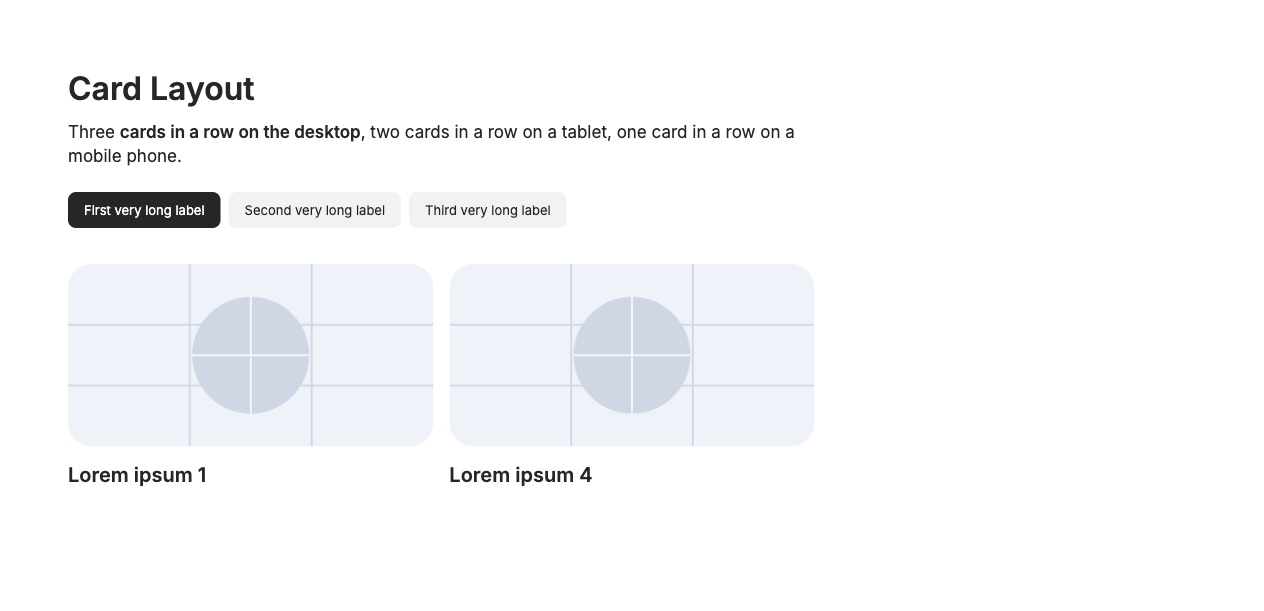 Card Layout
Three cards in a row on the desktop, two cards in a row on a tablet, one card in a row on a
mobile phone.
First very long label
Second very long label
Third very long label
Lorem ipsum 1
Lorem ipsum 4